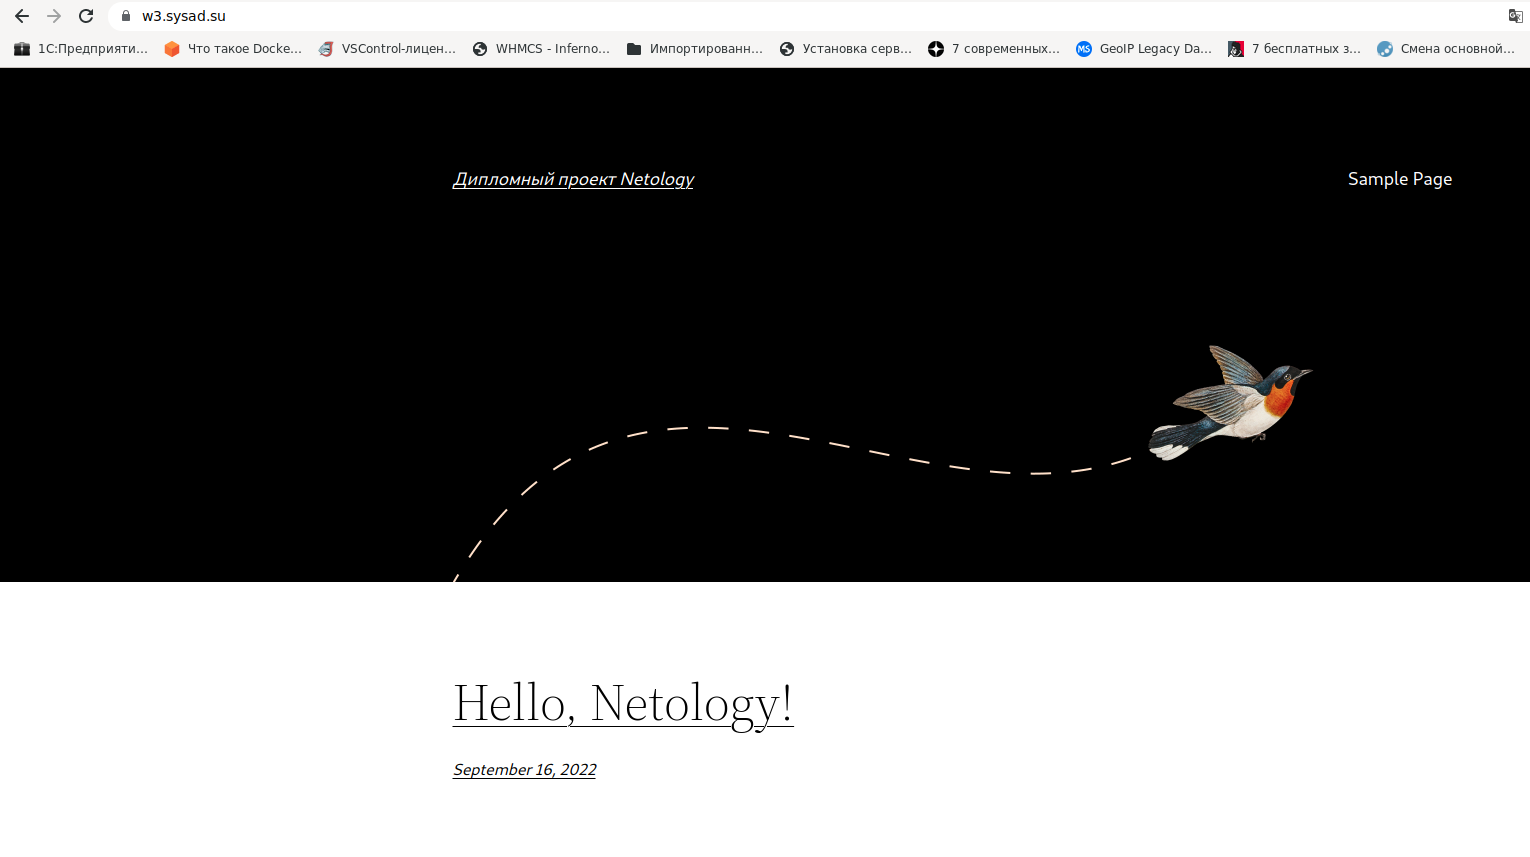 w3.sysad.su
1С:Предприяти... Что такое Docke... VSControl-лицен... WHMCS - Inferno... Импортированн... Установка серв... 7 современных... MS GeoIP Legacy Da... 7 бесплатных з... Смена основной...
Дипломный проект Netology Sample Page
Hello, Netology!
September 16, 2022